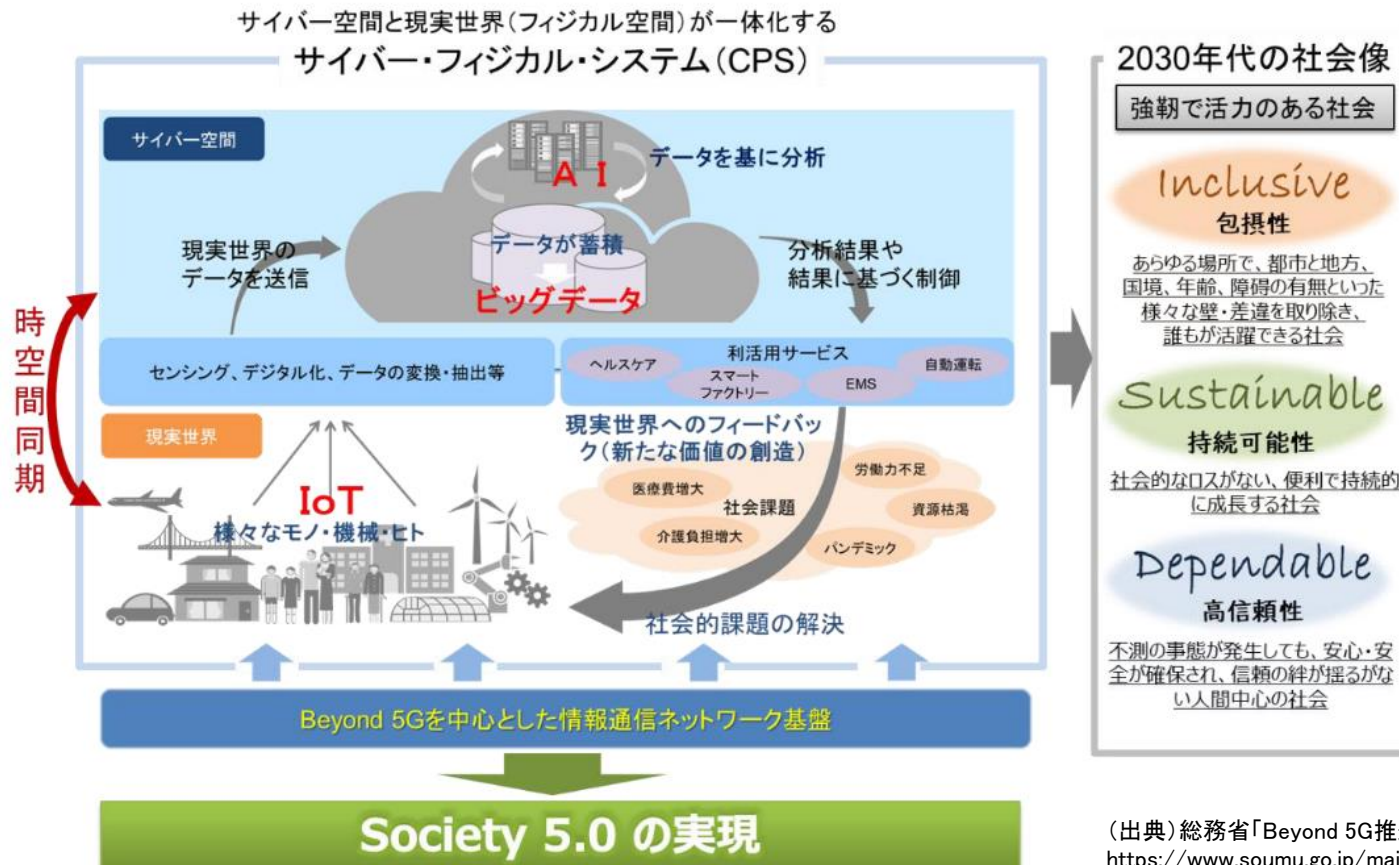 サイバー空間と現実世界(フィジカル空間)が一体化する
サイバー・フィジカル・システム(CPS)
サイバー空間
AI
データを基に分析
データが蓄積
ビッグデータ
現実世界の
データを送信
分析結果や
結果に基づく制御
時空間同期
センシング、デジタル化、データの変換・抽出等
利活用サービス
ヘルスケア
スマート
ファクトリー
EMS
自動運転
現実世界
IoT
様々なモノ・機械・ヒト
現実世界へのフィードバッ
ク(新たな価値の創造)
医療費増大
社会課題
介護負担増大
労働力不足
資源枯渇
パンデミック
社会的課題の解決
Beyond 5Gを中心とした情報通信ネットワーク基盤
Society 5.0 の実現
2030年代の社会像
強靭で活力のある社会
Inclusive
包摂性
あらゆる場所で、都市と地方、
国境、年齢、障碍の有無といった
様々な壁・差違を取り除き、
誰もが活躍できる社会
Sustainable
持続可能性
社会的なロスがない、便利で持続的
に成長する社会
Dependable
高信頼性
不測の事態が発生しても、安心・安
全が確保され、信頼の絆が揺るがな
い人間中心の社会
(出典)総務省「Beyond 5G推
https://www.soumu.go.jp/mai